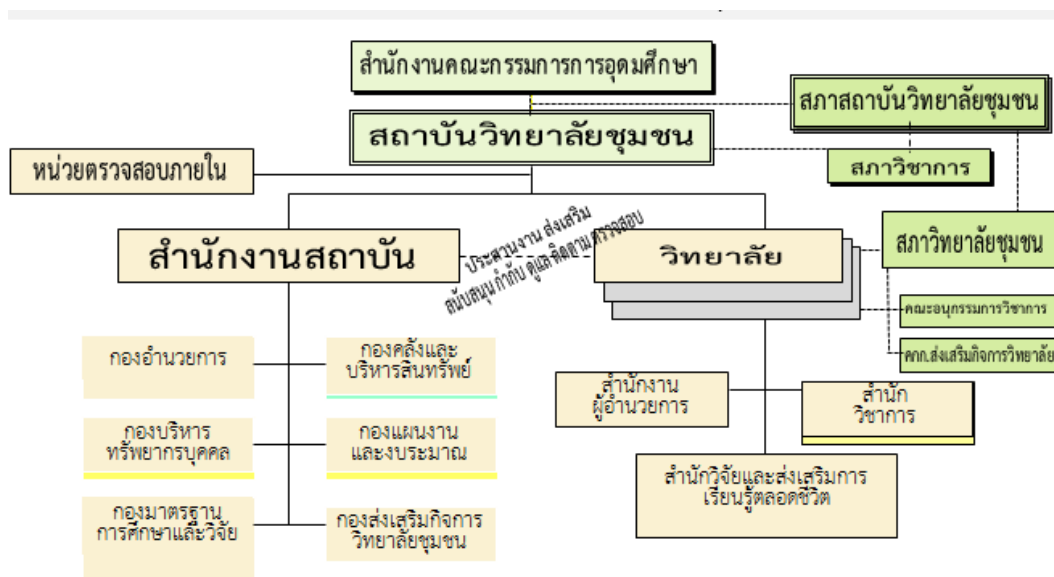 สำนักงานคณะกรรมการการอุดมศึกษา
สภาสถาบันวิทยาลัยชุมชน
สถาบันวิทยาลัยชุมชน
หน่วยตรวจสอบภายใน
สภาวิชาการ
สำนักงานสถาบัน
ประสานงาน ส่งเสริม
สนับสนุน กำกับ ดูแล ติดตาม ตรวจสอบ
วิทยาลัย
สภาวิทยาลัยชุมชน
คณะอนุกรรมการวิชาการ
คกก.ส่งเสริมกิจการวิทยาลัย
กองอำนวยการ
กองคลังและ
บริหารสินทรัพย์
สำนักงาน
ผู้อำนวยการ
สำนัก
วิชาการ
กองบริหาร
ทรัพยากรบุคคล
กองแผนงาน
และงบประมาณ
สำนักวิจัยและส่งเสริมการ
เรียนรู้ตลอดชีวิต
กองมาตรฐาน
การศึกษาและวิจัย
กองส่งเสริมกิจการ
วิทยาลัยชุมชน